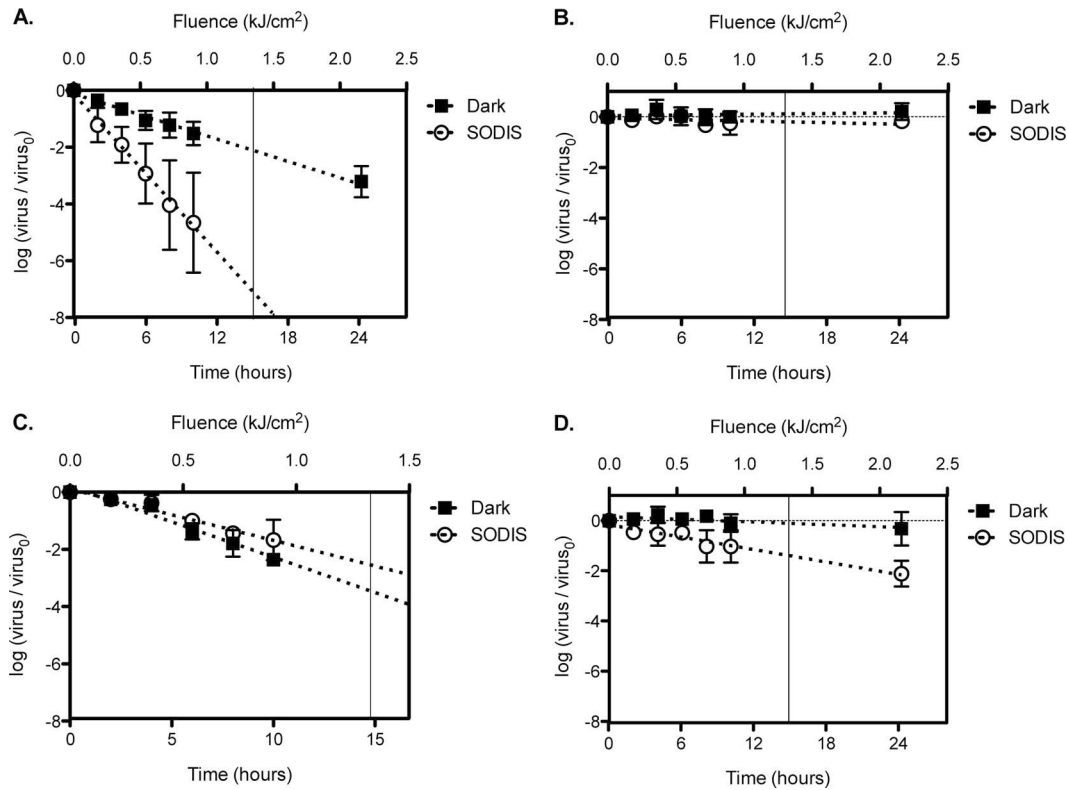 A.
Fluence (kJ/cm²)
0.0 0.5 1.0 1.5 2.0 2.5
0
-2
-4
-6
-8
log (virus / virus₀)
0 6 12 18 24
Time (hours)
Dark
SODIS
B.
Fluence (kJ/cm²)
0.0 0.5 1.0 1.5 2.0 2.5
0
-2
-4
-6
-8
log (virus / virus₀)
0 6 12 18 24
Time (hours)
Dark
SODIS
C.
Fluence (kJ/cm²)
0.0 0.5 1.0 1.5
0
-2
-4
-6
-8
log (virus / virus₀)
0 5 10 15
Time (hours)
Dark
SODIS
D.
Fluence (kJ/cm²)
0.0 0.5 1.0 1.5 2.0 2.5
0
-2
-4
-6
-8
log (virus / virus₀)
0 6 12 18 24
Time (hours)
Dark
SODIS